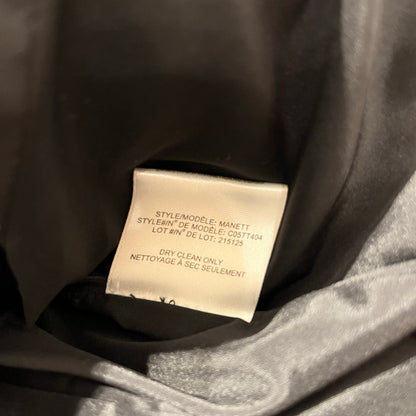 STYLE/MODÈLE: MANETT
STYLE#/N° DE MODÈLE: C05TT404
LOT #/N° DE LOT: 215125
DRY CLEAN ONLY
NETTOYAGE À SEC SEULEMENT